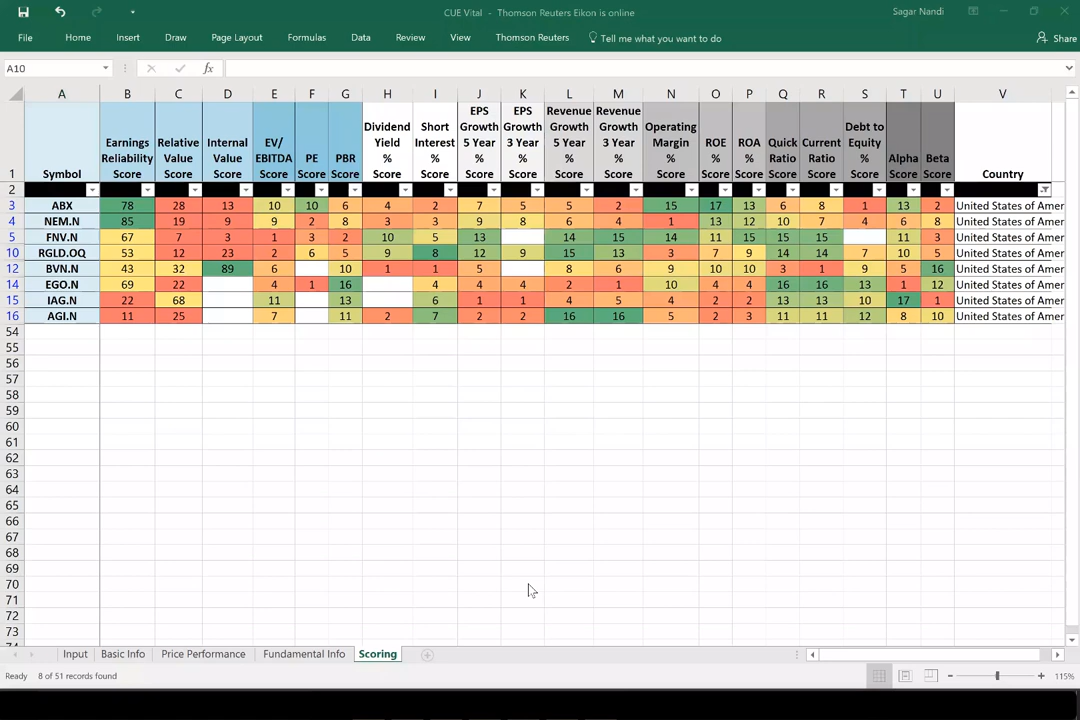 CUE Vital - Thomson Reuters Eikon is online
Sagar Nandi
File Home Insert Draw Page Layout Formulas Data Review View Thomson Reuters Tell me what you want to do Share
A10 fx
A B C D E F G H I J K L M N O P Q R S T U V
1 Symbol Earnings Reliability Score Relative Value Score Internal Value Score EV/ EBITDA Score PE Score PBR Score Dividend Yield % Score Short Interest % Score EPS Growth 5 Year % Score EPS Growth 3 Year % Score Revenue Growth 5 Year % Score Revenue Growth 3 Year % Score Operating Margin % Score ROE % Score ROA % Score Quick Ratio Score Current Ratio Score Debt to Equity % Score Alpha Score Beta Score Country
2
3 ABX 78 28 13 10 10 6 4 2 7 5 5 2 15 17 13 6 8 1 13 2 United States of Amer
4 NEM.N 85 19 9 9 2 8 3 3 9 8 6 4 1 13 12 10 7 4 6 8 United States of Amer
5 FNV.N 67 7 3 1 3 2 10 5 13 14 15 14 11 15 15 15 11 3 United States of Amer
10 RGLD.OQ 53 12 23 2 6 5 9 8 12 9 15 13 3 7 9 14 14 7 10 5 United States of Amer
12 BVN.N 43 32 89 6 10 1 1 5 8 6 9 10 10 3 1 9 5 16 United States of Amer
14 EGO.N 69 22 4 1 16 4 4 4 2 1 10 4 4 16 16 13 1 12 United States of Amer
15 IAG.N 22 68 11 13 6 1 1 4 5 4 2 2 13 13 10 17 1 United States of Amer
16 AGI.N 11 25 7 11 2 7 2 2 16 16 5 2 3 11 11 12 8 10 United States of Amer
54
55
56
57
58
59
60
61
62
63
64
65
66
67
68
69
70
71
72
73
Input Basic Info Price Performance Fundamental Info Scoring
Ready 8 of 51 records found 115%